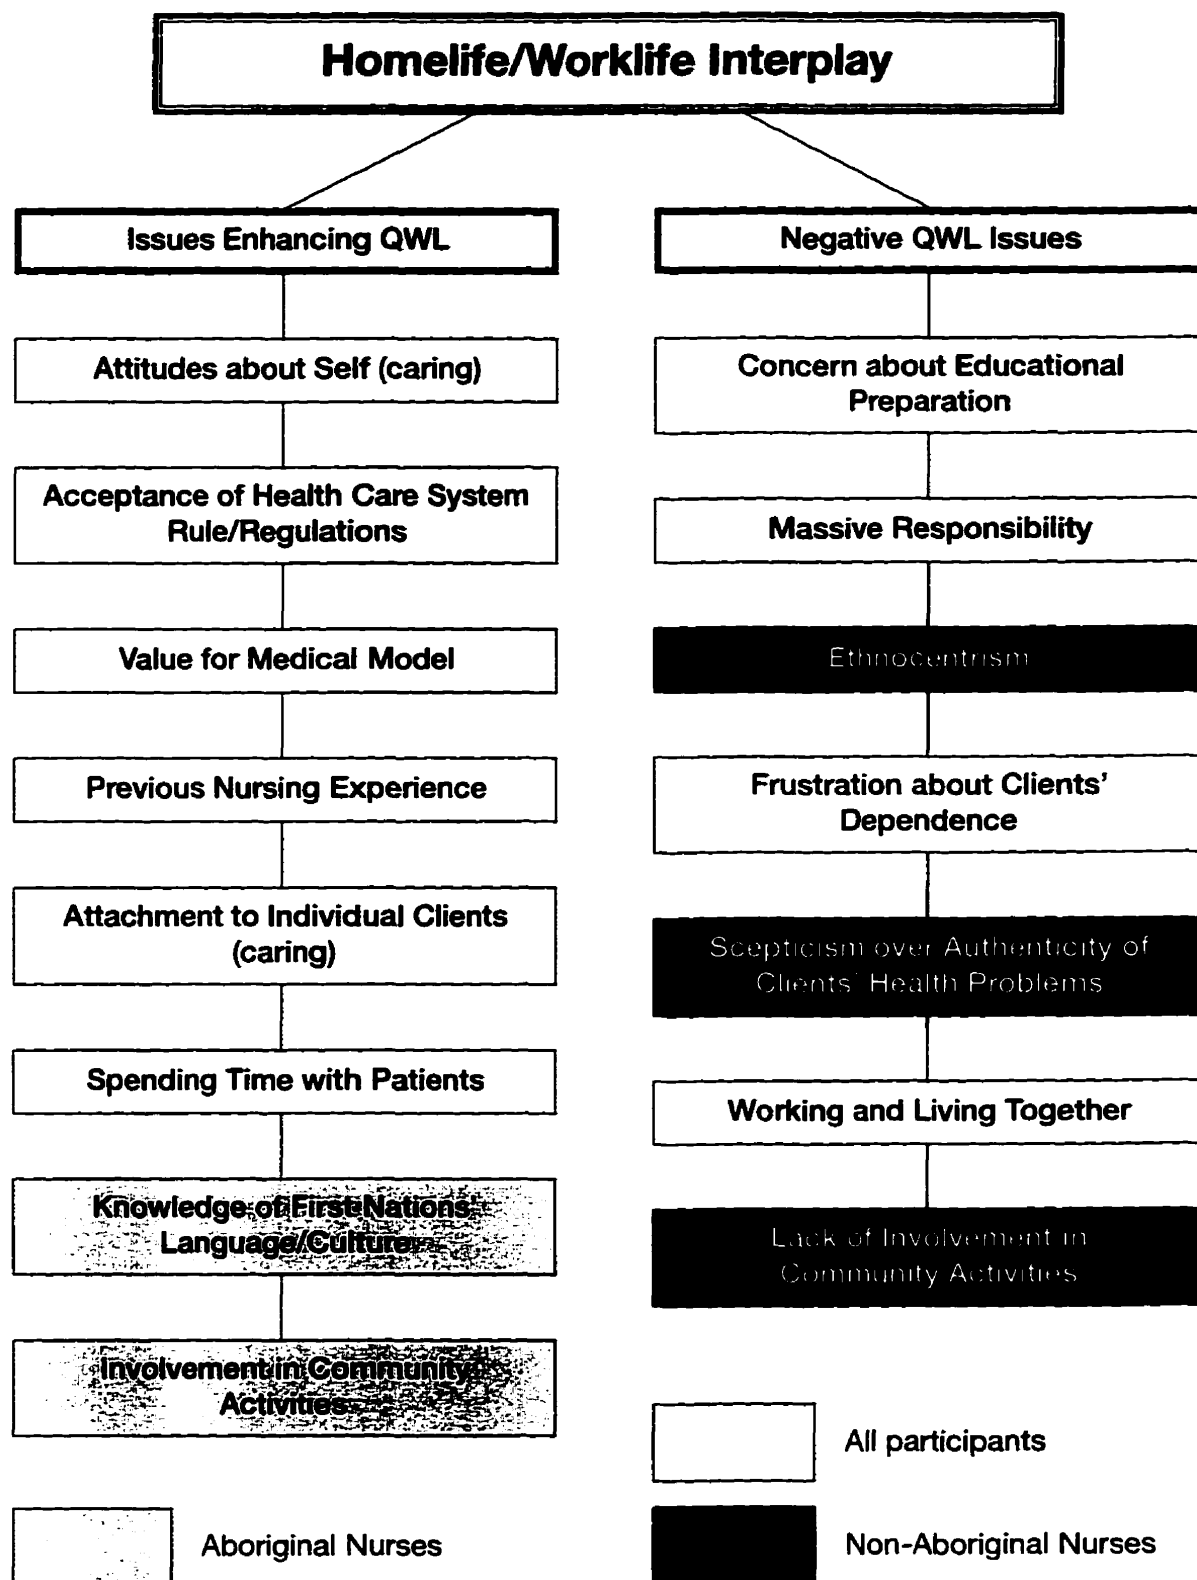 Homelife/Worklife Interplay
Issues Enhancing QWL
Attitudes about Self (caring)
Acceptance of Health Care System
Rule/Regulations
Value for Medical Model
Previous Nursing Experience
Attachment to Individual Clients
(caring)
Spending Time with Patients
Knowledge of First Nations'
Language/Culture
Involvement in Community
Activities
Aboriginal Nurses
Negative QWL Issues
Concern about Educational
Preparation
Massive Responsibility
Ethnocentrism
Frustration about Clients'
Dependence
Scepticism over Authenticity of
Clients' Health Problems
Working and Living Together
Lack of Involvement in
Community Activities
All participants
Non-Aboriginal Nurses